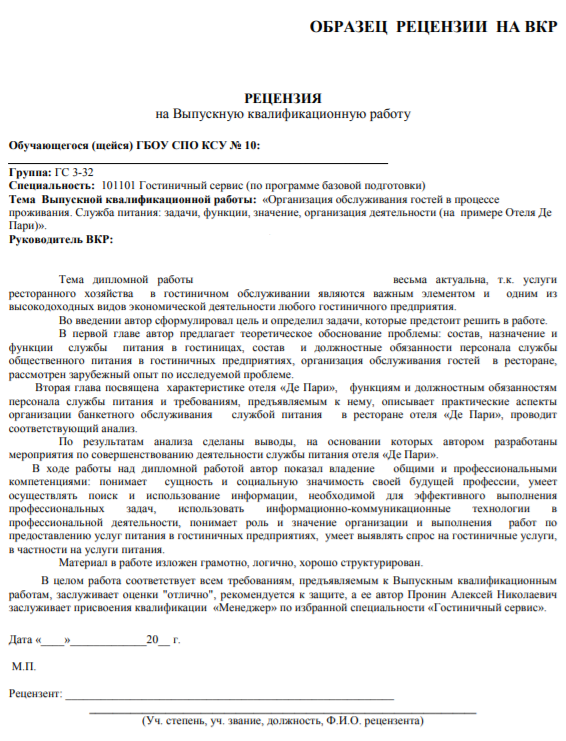 ОБРАЗЕЦ РЕЦЕНЗИИ НА ВКР
РЕЦЕНЗИЯ
на Выпускную квалификационную работу
Обучающегося (щейся) ГБОУ СПО КСУ № 10:
Группа: ГС 3-32
Специальность: 101101 Гостиничный сервис (по программе базовой подготовки)
Тема Выпускной квалификационной работы: «Организация обслуживания гостей в процессе
проживания. Служба питания: задачи, функции, значение, организация деятельности (на примере Отеля Де
Пари)».
Руководитель ВКР:
Тема дипломной работы весьма актуальна, т.к. услуги
ресторанного хозяйства в гостиничном обслуживании являются важным элементом и одним из
высокодоходных видов экономической деятельности любого гостиничного предприятия.
Во введении автор сформулировал цель и определил задачи, которые предстоит решить в работе.
В первой главе автор предлагает теоретическое обоснование проблемы: состав, назначение и
функции службы питания в гостиницах, состав и должностные обязанности персонала службы
общественного питания в гостиничных предприятиях, организация обслуживания гостей в ресторане,
рассмотрен зарубежный опыт по исследуемой проблеме.
Вторая глава посвящена характеристике отеля «Де Пари», функциям и должностным обязанностям
персонала службы питания и требованиям, предъявляемым к нему, описывает практические аспекты
организации банкетного обслуживания службой питания в ресторане отеля «Де Пари», проводит
соответствующий анализ.
По результатам анализа сделаны выводы, на основании которых автором разработаны
мероприятия по совершенствованию деятельности службы питания отеля «Де Пари».
В ходе работы над дипломной работой автор показал владение общими и профессиональными
компетенциями: понимает сущность и социальную значимость своей будущей профессии, умеет
осуществлять поиск и использование информации, необходимой для эффективного выполнения
профессиональных задач, использовать информационно-коммуникационные технологии в
профессиональной деятельности, понимает роль и значение организации и выполнения работ по
предоставлению услуг питания в гостиничных предприятиях, умеет выявлять спрос на гостиничные услуги,
в частности на услуги питания.
Материал в работе изложен грамотно, логично, хорошо структурирован.
В целом работа соответствует всем требованиям, предъявляемым к Выпускным квалификационным
работам, заслуживает оценки "отлично", рекомендуется к защите, а ее автор Пронин Алексей Николаевич
заслуживает присвоения квалификации «Менеджер» по избранной специальности «Гостиничный сервис».
Дата «____»______________20__ г.
М.П.
Рецензент: ____________________________________________________________
(Уч. степень, уч. звание, должность, Ф.И.О. рецензента)